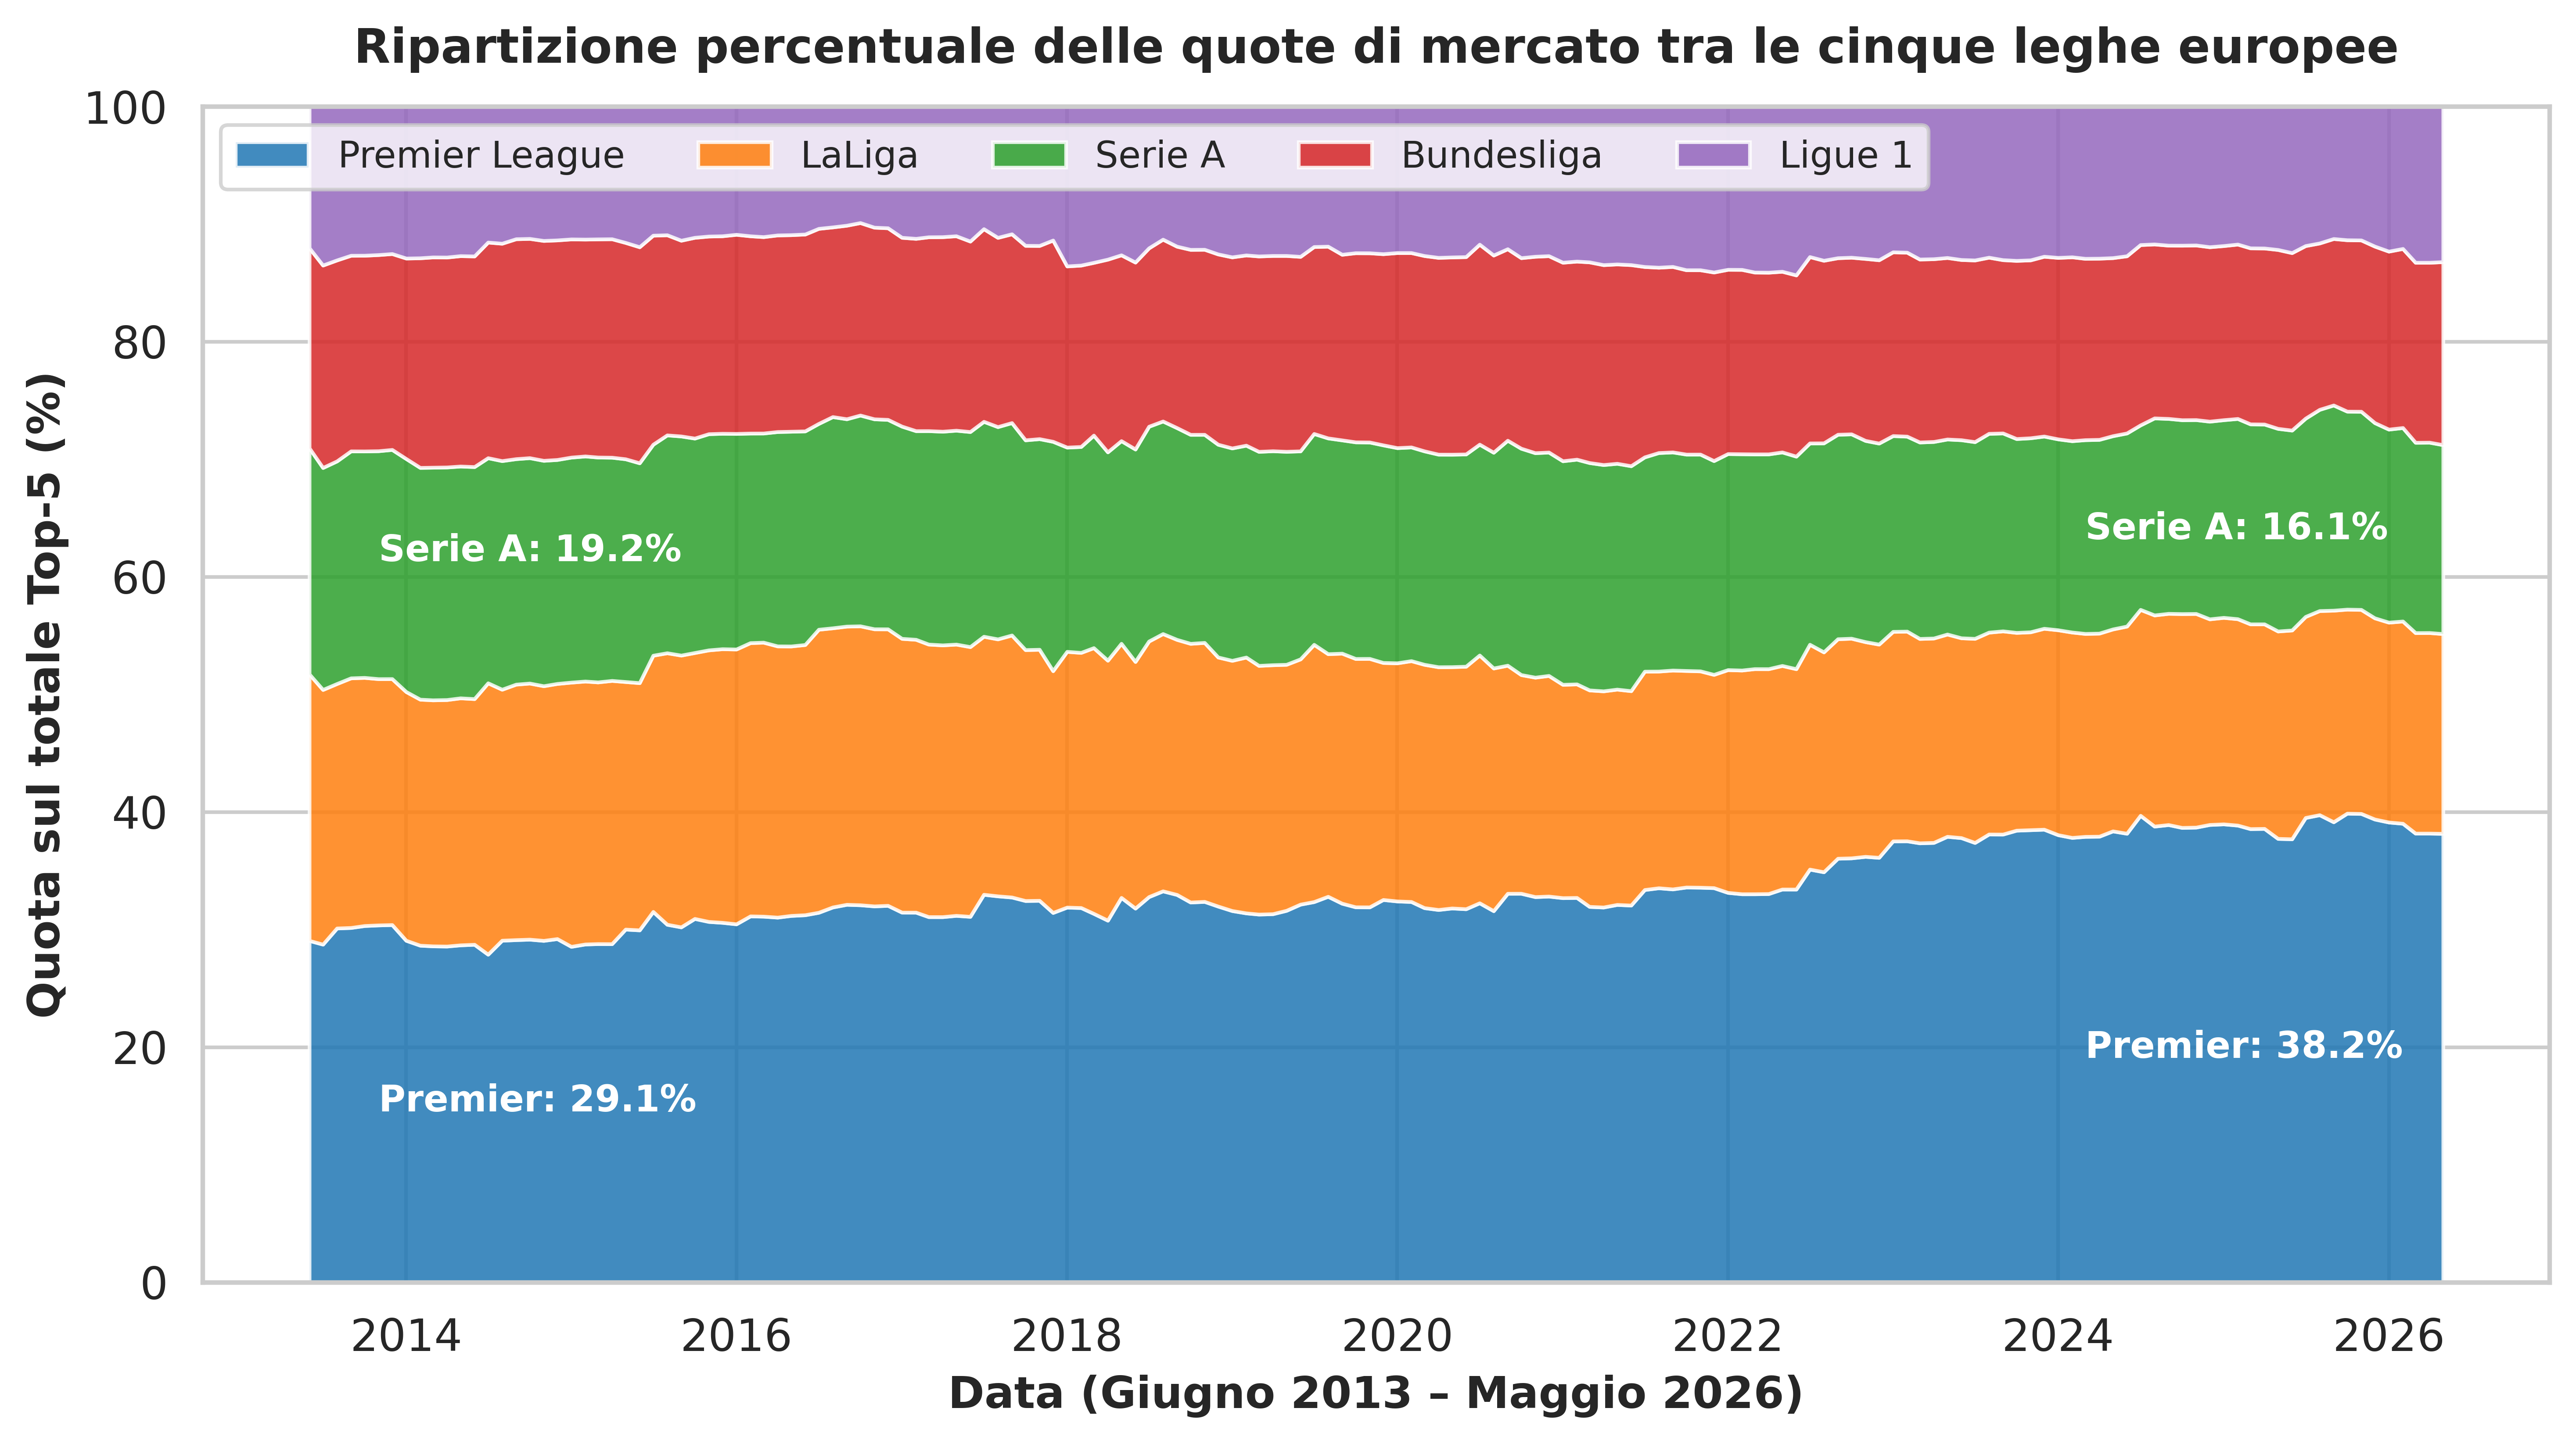 Ripartizione percentuale delle quote di mercato tra le cinque leghe europee
Quota sul totale Top-5 (%)
100
80
60
40
20
0
Premier League LaLiga Serie A Bundesliga Ligue 1
Serie A: 19.2%
Serie A: 16.1%
Premier: 29.1%
Premier: 38.2%
2014 2016 2018 2020 2022 2024 2026
Data (Giugno 2013 – Maggio 2026)